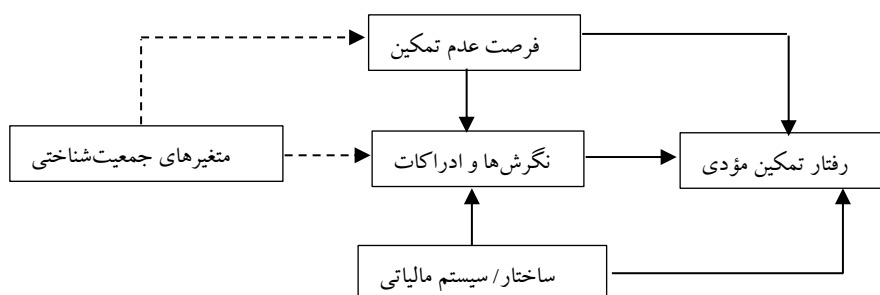 فرصت عدم تمکین
متغیرهای جمعیت‌شناختی
نگرش‌ها و ادراکات
رفتار تمکین مؤدی
ساختار/ سیستم مالیاتی